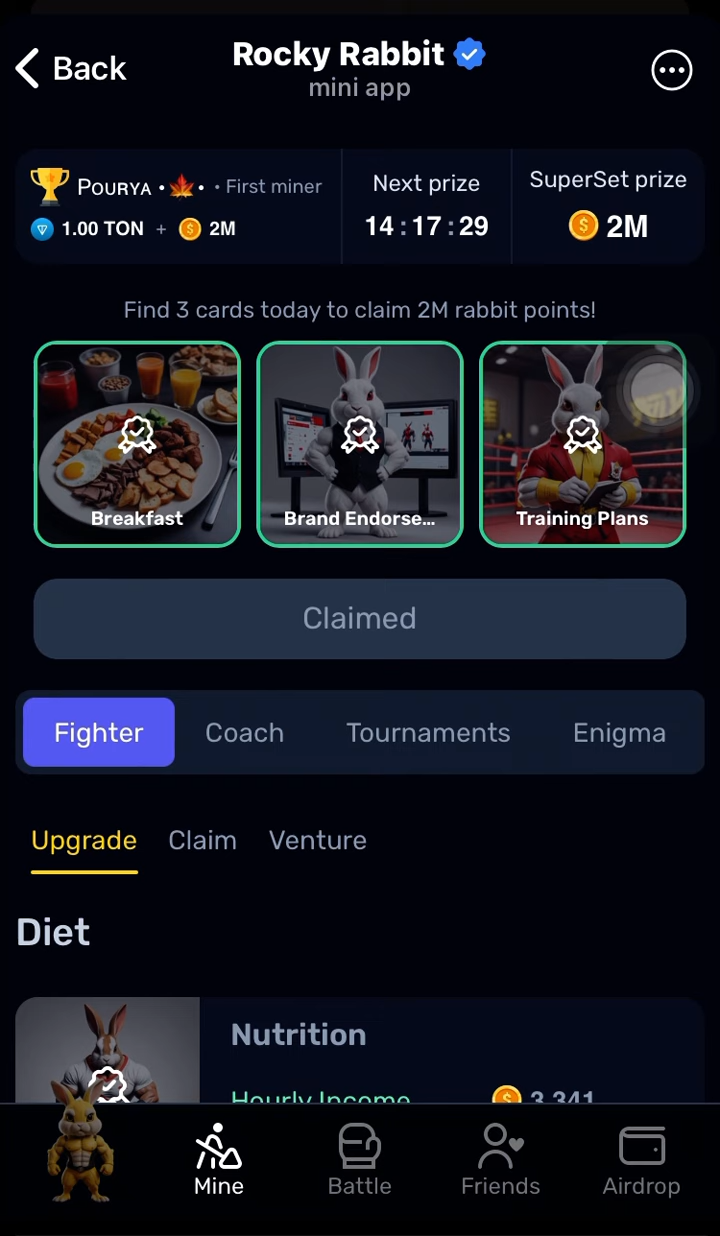 Back
Rocky Rabbit
mini app
Pourya • 🍁 • • First miner
1.00 TON + 2M
Next prize
14 : 17 : 29
SuperSet prize
2M
Find 3 cards today to claim 2M rabbit points!
Breakfast
Brand Endorse...
Training Plans
Claimed
Fighter
Coach
Tournaments
Enigma
Upgrade
Claim
Venture
Diet
Nutrition
Hourly Income
3,341
Mine
Battle
Friends
Airdrop